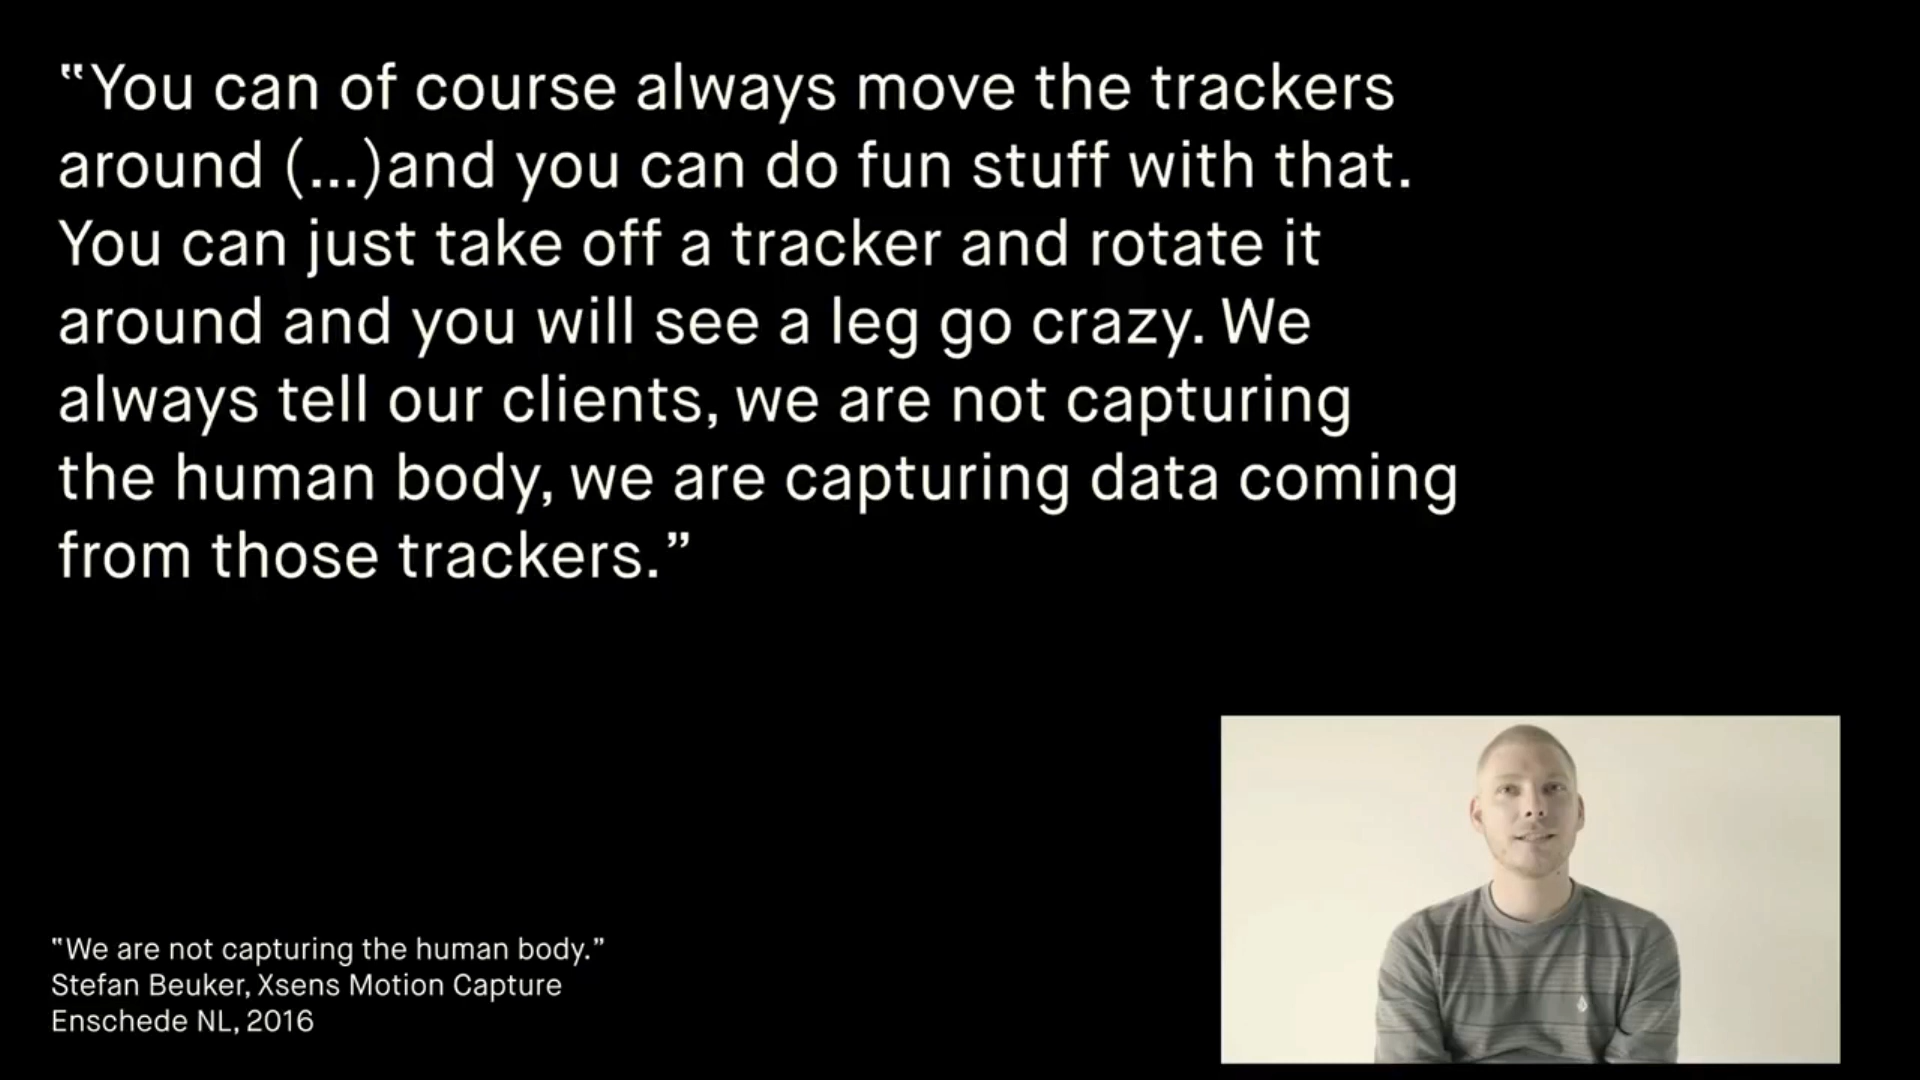 “You can of course always move the trackers
around (...)and you can do fun stuff with that.
You can just take off a tracker and rotate it
around and you will see a leg go crazy. We
always tell our clients, we are not capturing
the human body, we are capturing data coming
from those trackers.”
“We are not capturing the human body.”
Stefan Beuker, Xsens Motion Capture
Enschede NL, 2016